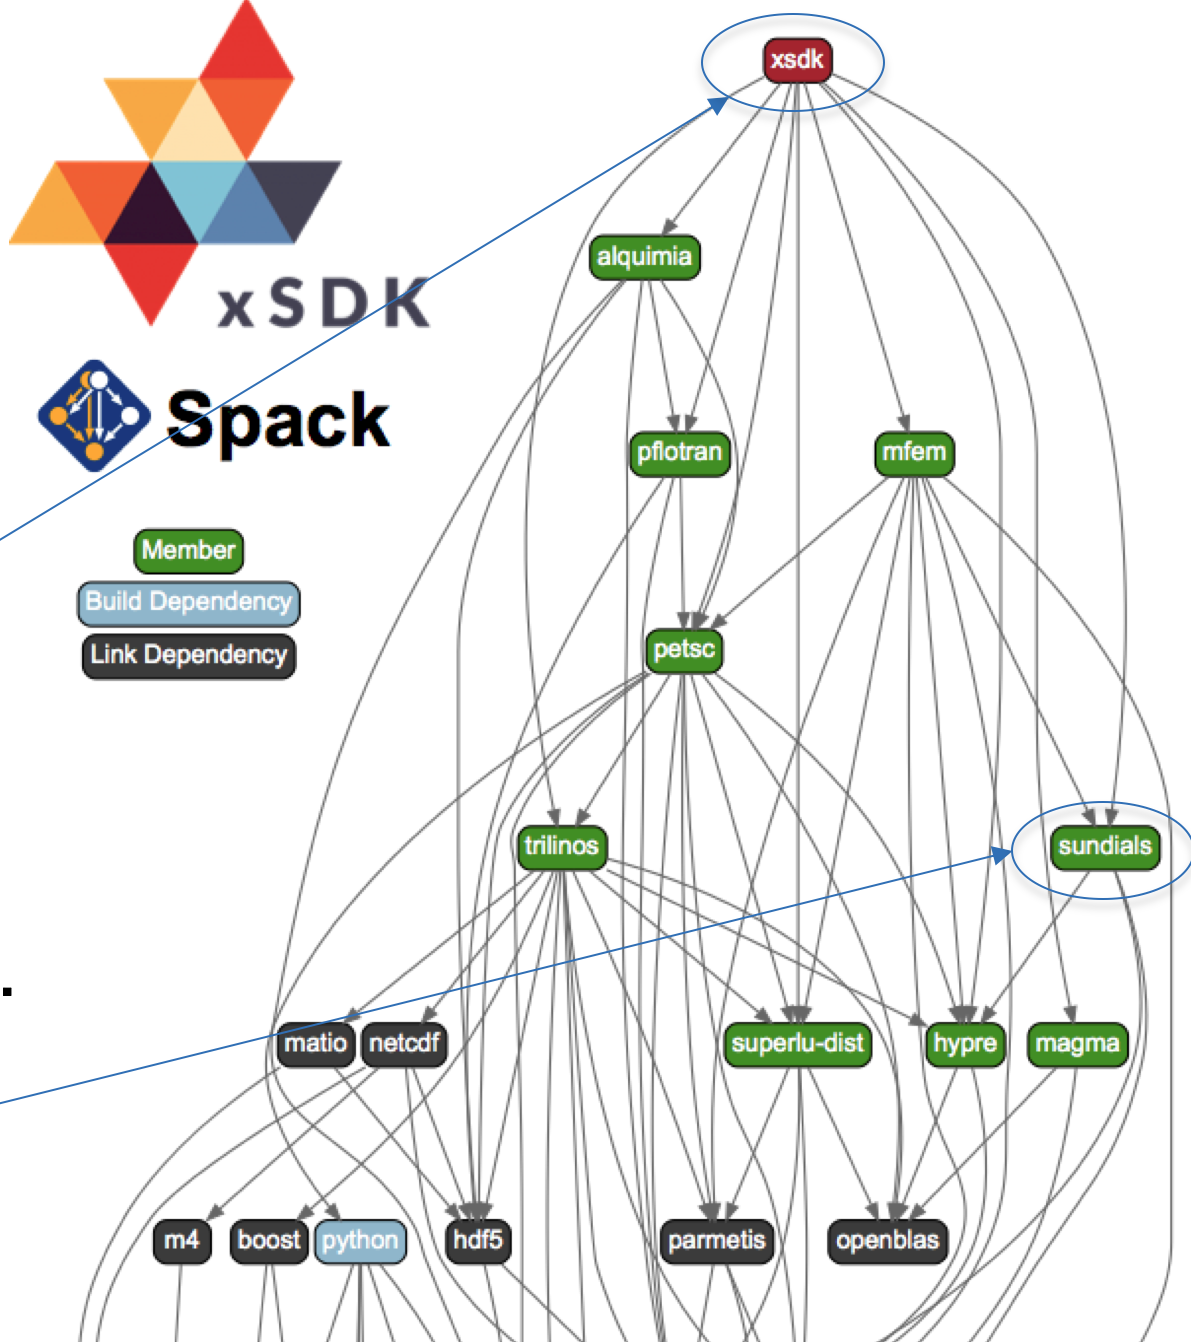 xsdk
alquimia
xSDK
Spack
pflotran
mfem
Member
Build Dependency
Link Dependency
petsc
trilinos
sundials
.
matio
netcdf
superlu-dist
hypre
magma
m4
boost
python
hdf5
parmetis
openblas